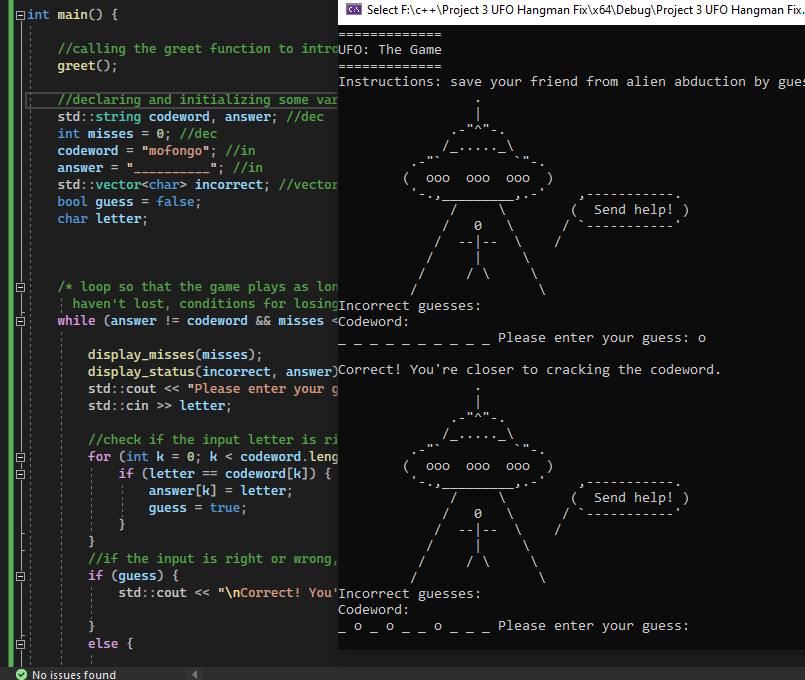 int main() {
//calling the greet function to intro
greet();
//declaring and initializing some var
std::string codeword, answer; //dec
int misses = 0; //dec
codeword = "mofongo"; //in
answer = "__________"; //in
std::vector<char> incorrect; //vector
bool guess = false;
char letter;
/* loop so that the game plays as lon
haven't lost, conditions for losing
while (answer != codeword && misses <
display_misses(misses);
display_status(incorrect, answer)
std::cout << "Please enter your g
std::cin >> letter;
//check if the input letter is ri
for (int k = 0; k < codeword.leng
if (letter == codeword[k]) {
answer[k] = letter;
guess = true;
}
}
//if the input is right or wrong,
if (guess) {
std::cout << "\nCorrect! You'
}
else {
No issues found
Select F:\c++\Project 3 UFO Hangman Fix\x64\Debug\Project 3 UFO Hangman Fix.
=============
UFO: The Game
=============
Instructions: save your friend from alien abduction by gues
                 .
                 |
              .-"^"-.
             /_....._\
         .-"`         `"-.
        (  ooo  ooo  ooo  )
         '-.,_________,.-'    ,-----------.
              /     \        (  Send help! )
             /   0   \      / `-----------'
            /  --|--  \    /
           /     |     \
          /     / \     \
         /               \
Incorrect guesses:
Codeword:
_ _ _ _ _ _ _ _ _ _ Please enter your guess: o
Correct! You're closer to cracking the codeword.
                 .
                 |
              .-"^"-.
             /_....._\
         .-"`         `"-.
        (  ooo  ooo  ooo  )
         '-.,_________,.-'    ,-----------.
              /     \        (  Send help! )
             /   0   \      / `-----------'
            /  --|--  \    /
           /     |     \
          /     / \     \
         /               \
Incorrect guesses:
Codeword:
_ o _ o _ _ o _ _ _ Please enter your guess: